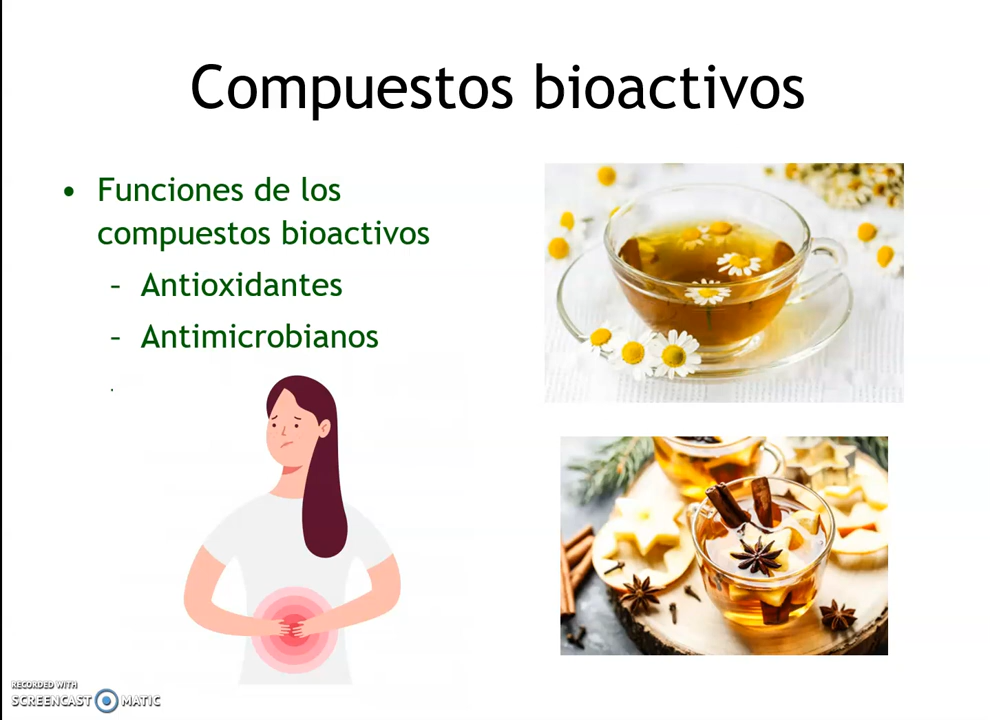 Compuestos bioactivos
• Funciones de los
compuestos bioactivos
- Antioxidantes
- Antimicrobianos
RECORDED WITH
SCREENCAST MATIC